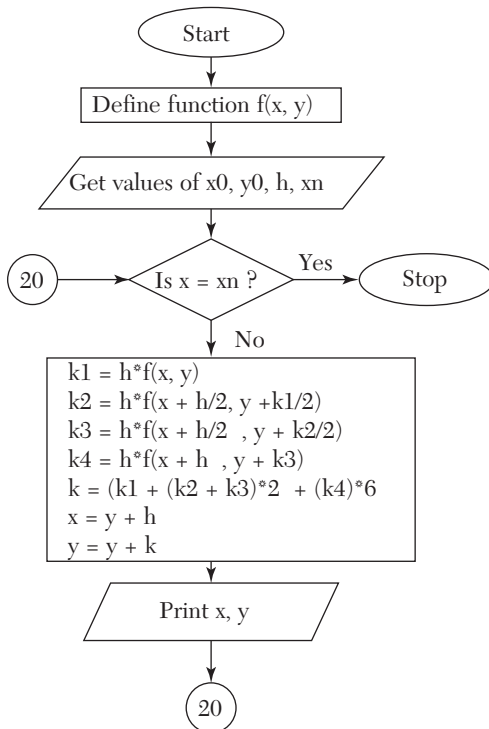 Start
Define function f(x, y)
Get values of x0, y0, h, xn
20
Is x = xn ?
Yes
Stop
No
k1 = h*f(x, y)
k2 = h*f(x + h/2, y +k1/2)
k3 = h*f(x + h/2 , y + k2/2)
k4 = h*f(x + h , y + k3)
k = (k1 + (k2 + k3)*2 + (k4)*6
x = y + h
y = y + k
Print x, y
20